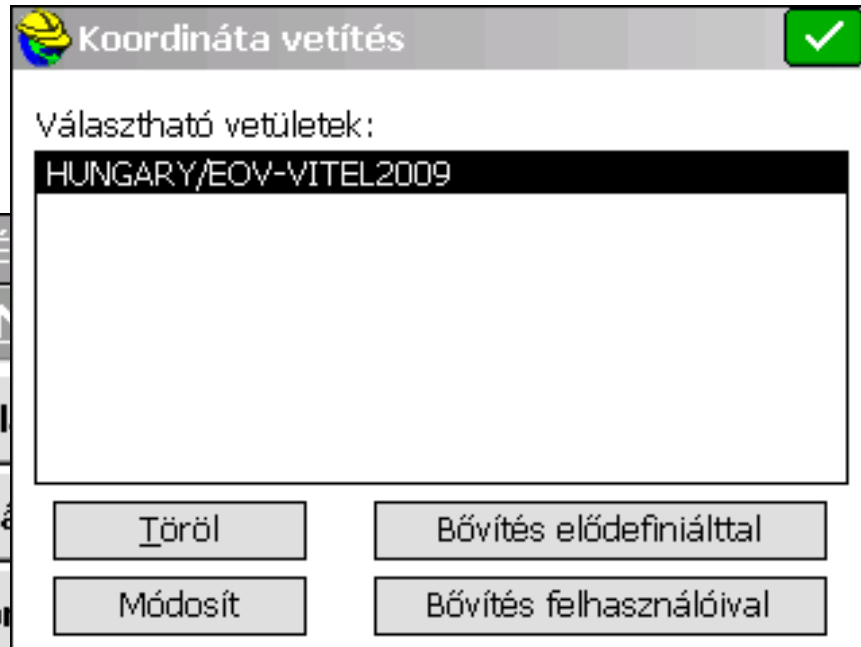 Koordináta vetítés
Választható vetületek:
HUNGARY/EOV-VITEL2009
Töröl
Bővítés elődefiniálttal
Módosít
Bővítés felhasználóival